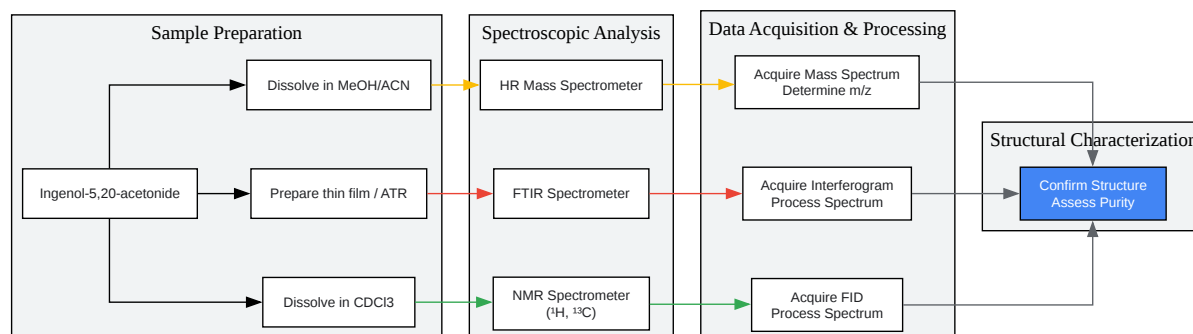 Sample Preparation
Spectroscopic Analysis
Data Acquisition & Processing
Dissolve in MeOH/ACN
HR Mass Spectrometer
Acquire Mass Spectrum
Determine m/z
Structural Characterization
Ingenol-5,20-acetonide
Prepare thin film / ATR
FTIR Spectrometer
Acquire Interferogram
Process Spectrum
Confirm Structure
Assess Purity
Dissolve in CDCl3
NMR Spectrometer
(¹H, ¹³C)
Acquire FID
Process Spectrum